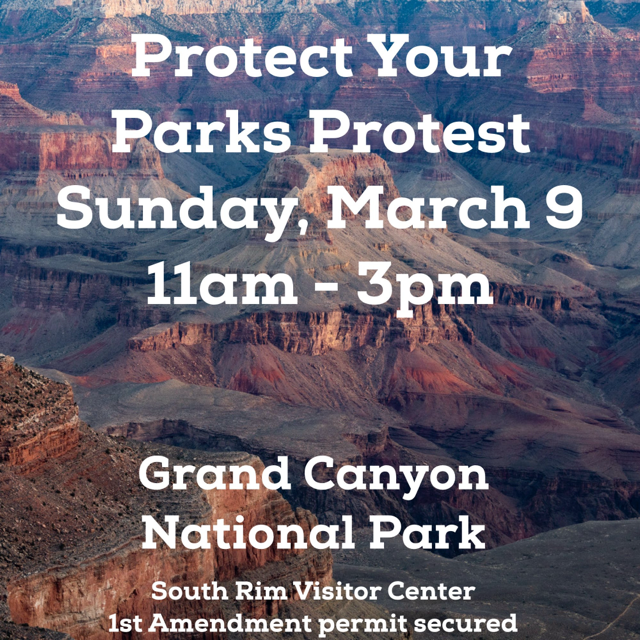 Protect Your
Parks Protest
Sunday, March 9
11am - 3pm
Grand Canyon
National Park
South Rim Visitor Center
1st Amendment permit secured